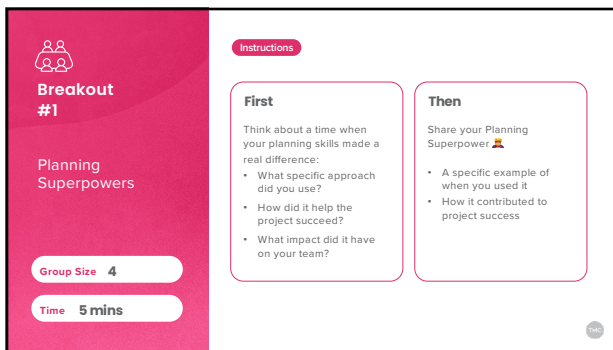 Breakout
#1
Planning
Superpowers
Group Size 4
Time 5 mins
Instructions
First
Think about a time when
your planning skills made a
real difference:
• What specific approach
did you use?
• How did it help the
project succeed?
• What impact did it have
on your team?
Then
Share your Planning
Superpower 🦸
• A specific example of
when you used it
• How it contributed to
project success
TMC